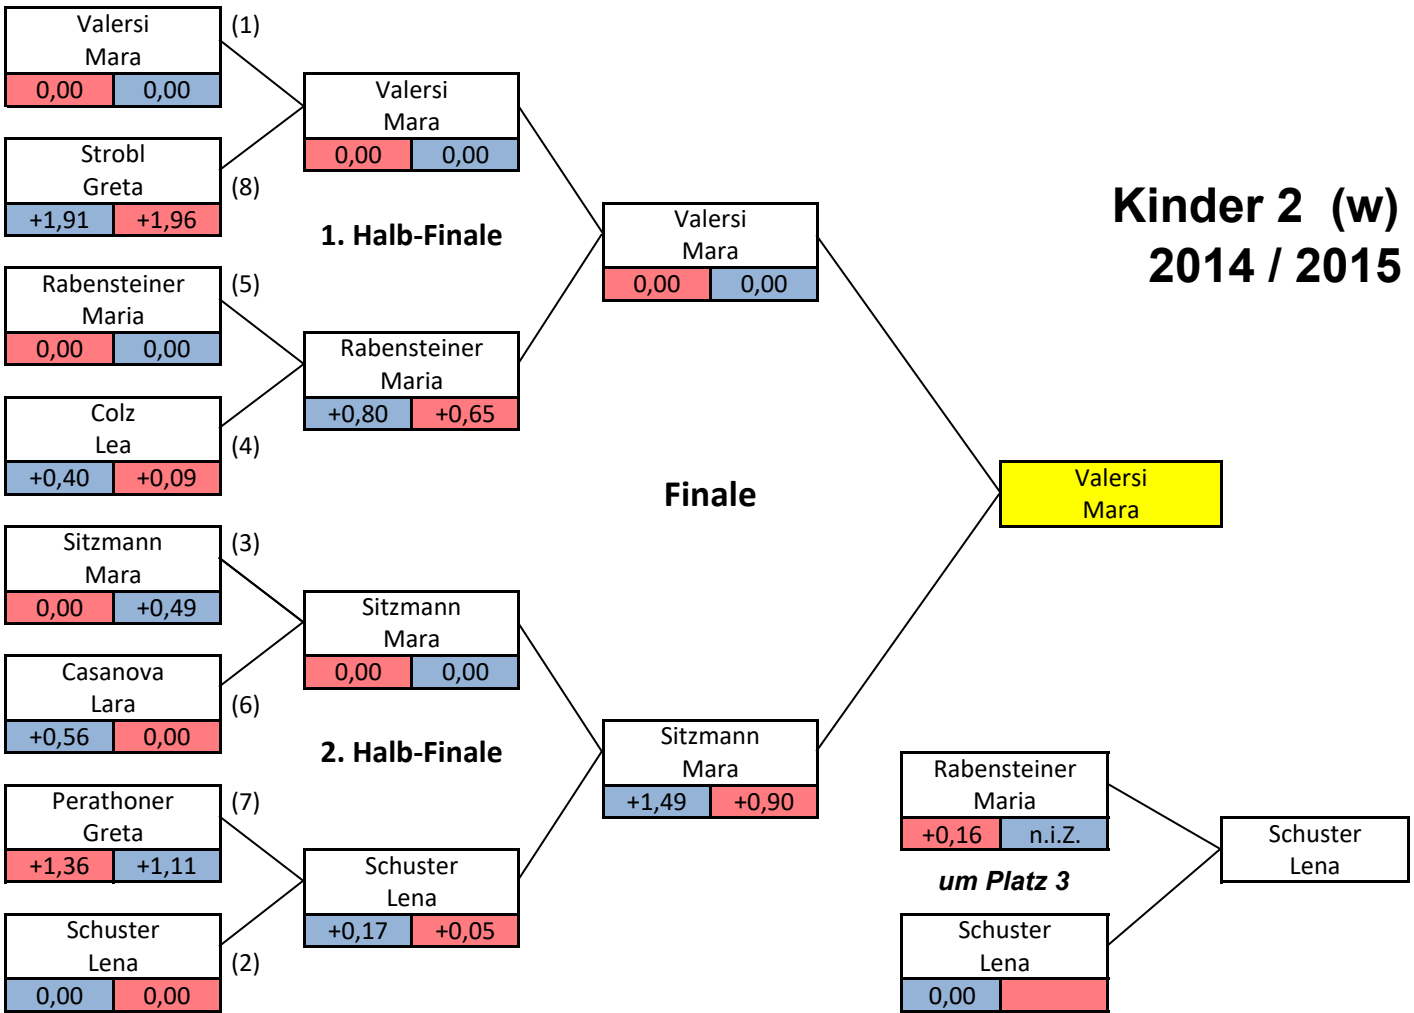 Valersi
Mara
0,00 0,00
(1)
Strobl
Greta
+1,91 +1,96
(8)
Rabensteiner
Maria
0,00 0,00
(5)
Colz
Lea
+0,40 +0,09
(4)
Sitzmann
Mara
0,00 +0,49
(3)
Casanova
Lara
+0,56 0,00
(6)
Perathoner
Greta
+1,36 +1,11
(7)
Schuster
Lena
0,00 0,00
(2)
Valersi
Mara
0,00 0,00
1. Halb-Finale
Rabensteiner
Maria
+0,80 +0,65
Sitzmann
Mara
0,00 0,00
2. Halb-Finale
Schuster
Lena
+0,17 +0,05
Valersi
Mara
0,00 0,00
Finale
Sitzmann
Mara
+1,49 +0,90
Kinder 2 (w)
2014 / 2015
Valersi
Mara
Rabensteiner
Maria
+0,16 n.i.Z.
um Platz 3
Schuster
Lena
0,00
Schuster
Lena